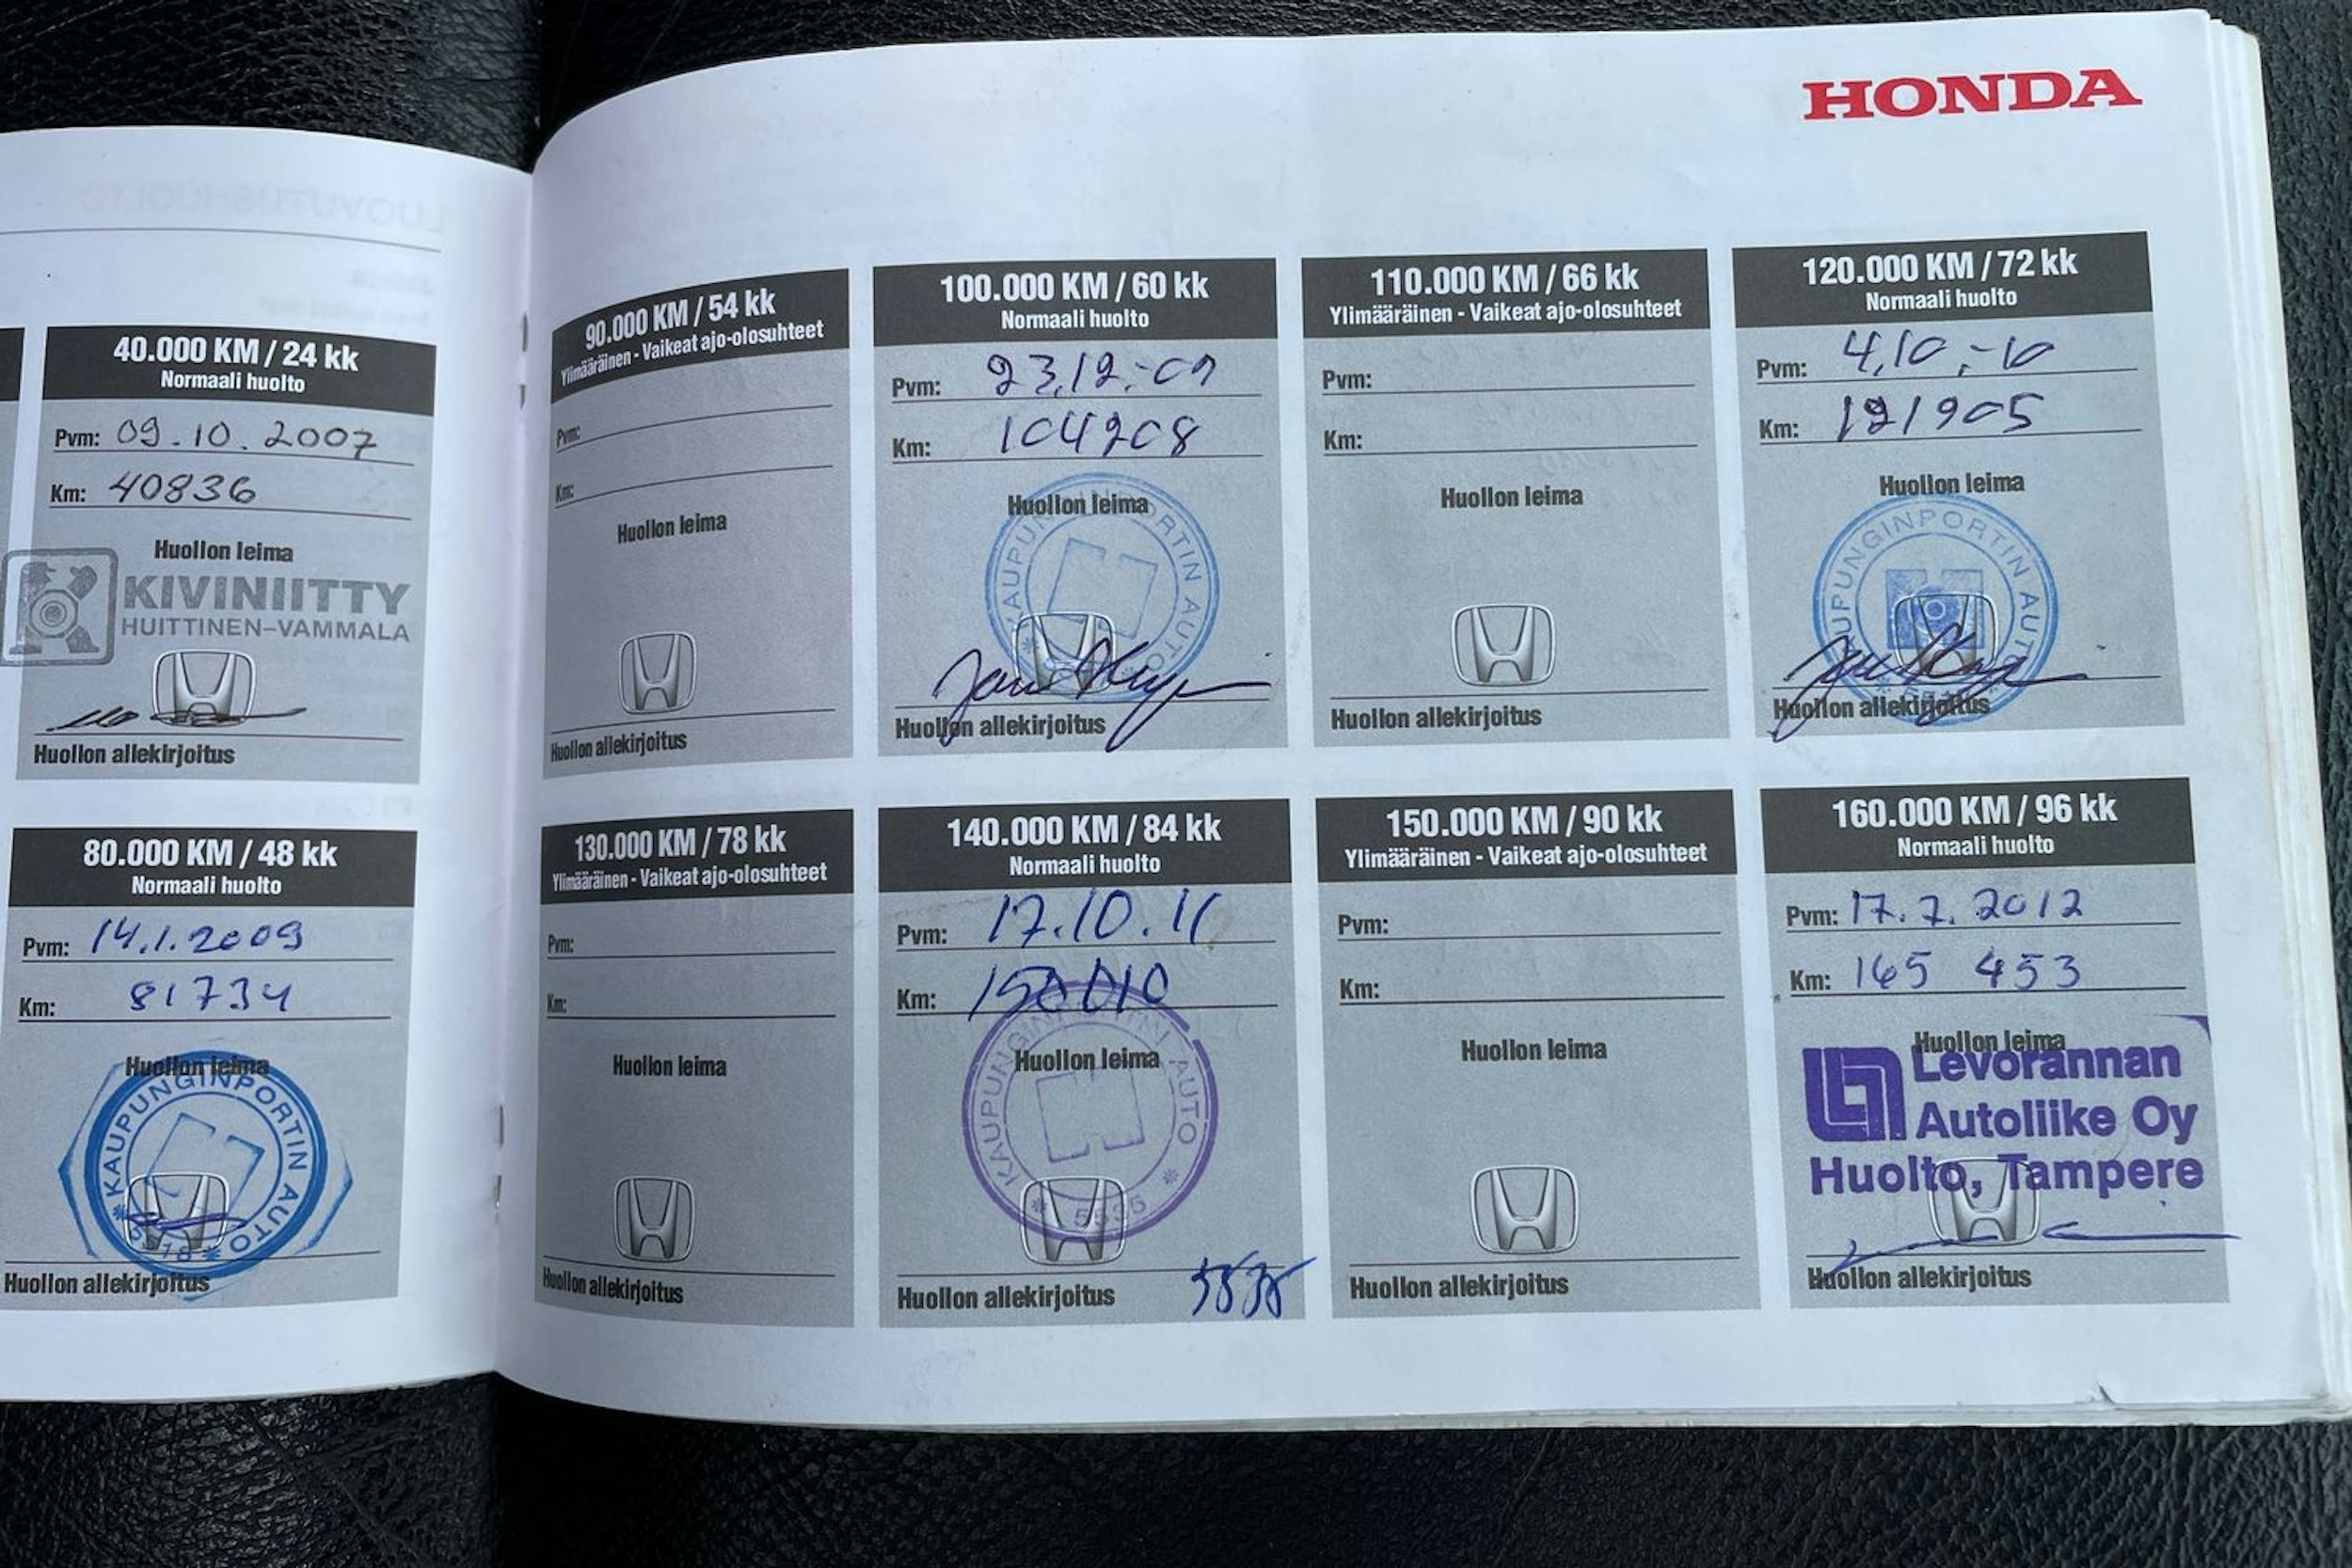 HONDA
40.000 KM / 24 kk
Normaali huolto
Pvm: 09.10.2007
Km: 40836
Huollon leima
KIVINIITTY
HUITTINEN–VAMMALA
Huollon allekirjoitus
80.000 KM / 48 kk
Normaali huolto
Pvm: 14.1.2009
Km: 81734
Huollon leima
KAUPUNGINPORTIN AUTO
Huollon allekirjoitus
90.000 KM / 54 kk
Ylimääräinen - Vaikeat ajo-olosuhteet
Pvm:
Km:
Huollon leima
Huollon allekirjoitus
100.000 KM / 60 kk
Normaali huolto
Pvm: 23.12.-09
Km: 104208
Huollon leima
KAUPUNGINPORTIN AUTO
Huollon allekirjoitus
110.000 KM / 66 kk
Ylimääräinen - Vaikeat ajo-olosuhteet
Pvm:
Km:
Huollon leima
Huollon allekirjoitus
120.000 KM / 72 kk
Normaali huolto
Pvm: 4.10.-10
Km: 121905
Huollon leima
KAUPUNGINPORTIN AUTO
Huollon allekirjoitus
130.000 KM / 78 kk
Ylimääräinen - Vaikeat ajo-olosuhteet
Pvm:
Km:
Huollon leima
Huollon allekirjoitus
140.000 KM / 84 kk
Normaali huolto
Pvm: 17.10.11
Km: 150010
Huollon leima
KAUPUNGINPORTIN AUTO
5535
Huollon allekirjoitus
5535
150.000 KM / 90 kk
Ylimääräinen - Vaikeat ajo-olosuhteet
Pvm:
Km:
Huollon leima
Huollon allekirjoitus
160.000 KM / 96 kk
Normaali huolto
Pvm: 17.7.2012
Km: 165 453
Huollon leima
Levorannan
Autoliike Oy
Huolto, Tampere
Huollon allekirjoitus